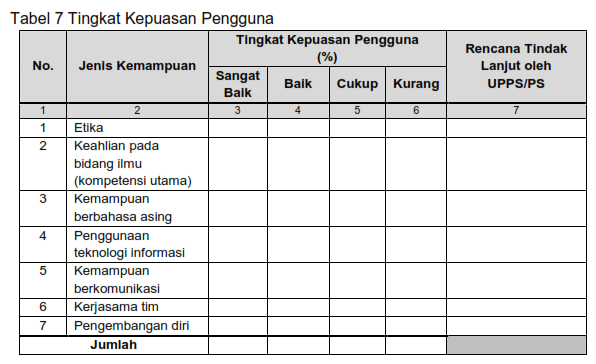 Tabel 7 Tingkat Kepuasan Pengguna
No. Jenis Kemampuan Tingkat Kepuasan Pengguna (%) Rencana Tindak Lanjut oleh UPPS/PS
Sangat Baik Baik Cukup Kurang
1 2 3 4 5 6 7
1 Etika
2 Keahlian pada
bidang ilmu
(kompetensi utama)
3 Kemampuan
berbahasa asing
4 Penggunaan
teknologi informasi
5 Kemampuan
berkomunikasi
6 Kerjasama tim
7 Pengembangan diri
Jumlah